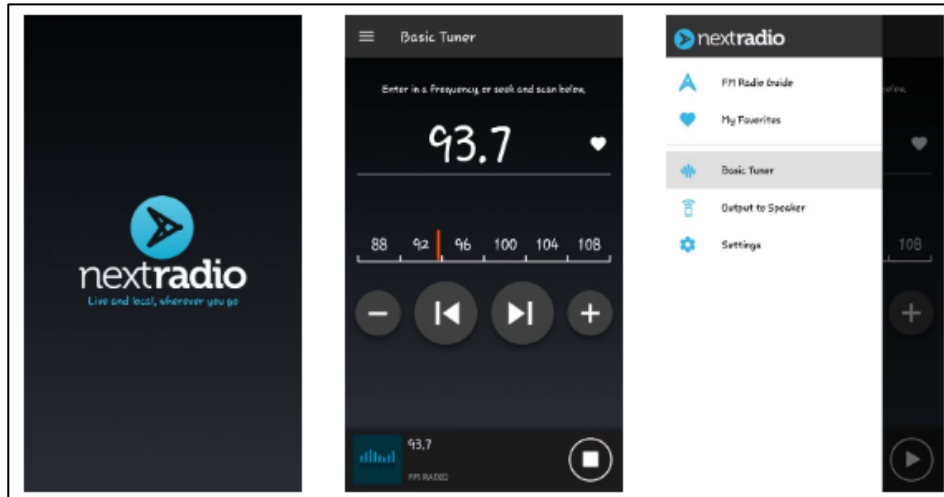 nextradio
Live and local, wherever you go
Basic Tuner
Enter in a frequency, or seek and scan below.
93.7
88 92 96 100 104 108
93.7
FM RADIO
nextradio
FM Radio Guide
My Favorites
Basic Tuner
Output to Speaker
Settings
below.
108